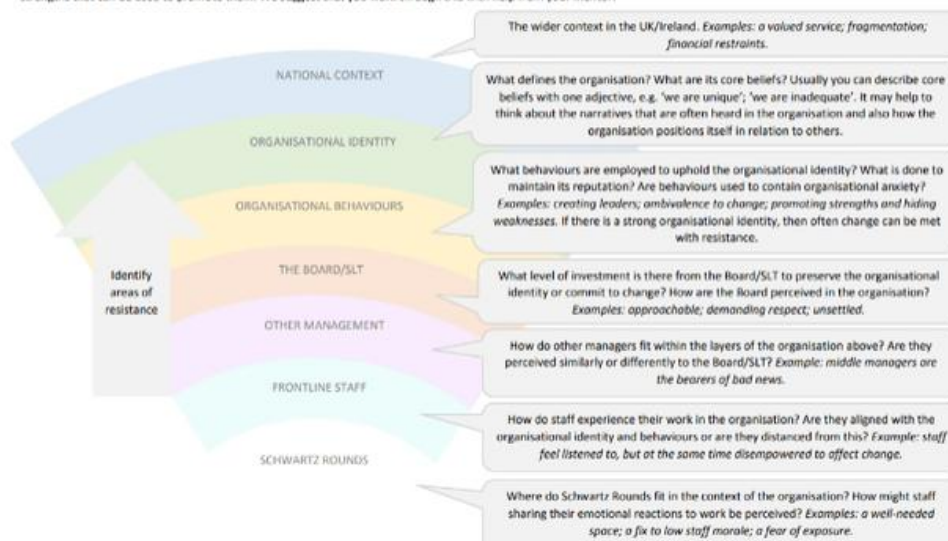 The wider context in the UK/Ireland. Examples: a valued service; fragmentation;
financial restraints.
NATIONAL CONTEXT
What defines the organisation? What are its core beliefs? Usually you can describe core
beliefs with one adjective, e.g. 'we are unique'; 'we are inadequate'. It may help to
think about the narratives that are often heard in the organisation and also how the
organisation positions itself in relation to others.
ORGANISATIONAL IDENTITY
What behaviours are employed to uphold the organisational identity? What is done to
maintain its reputation? Are behaviours used to contain organisational anxiety?
Examples: creating leaders; ambivalence to change; promoting strengths and hiding
weaknesses. If there is a strong organisational identity, then often change can be met
with resistance.
ORGANISATIONAL BEHAVIOURS
THE BOARD/SLT
What level of investment is there from the Board/SLT to preserve the organisational
identity or commit to change? How are the Board perceived in the organisation?
Examples: approachable; demanding respect; unsettled.
Identify
areas of
resistance
OTHER MANAGEMENT
How do other managers fit within the layers of the organisation above? Are they
perceived similarly or differently to the Board/SLT? Example: middle managers are
the bearers of bad news.
FRONTLINE STAFF
How do staff experience their work in the organisation? Are they aligned with the
organisational identity and behaviours or are they distanced from this? Example: staff
feel listened to, but at the same time disempowered to affect change.
SCHWARTZ ROUNDS
Where do Schwartz Rounds fit in the context of the organisation? How might staff
sharing their emotional reactions to work be perceived? Examples: a well-needed
space; a fix to low staff morale; a fear of exposure.